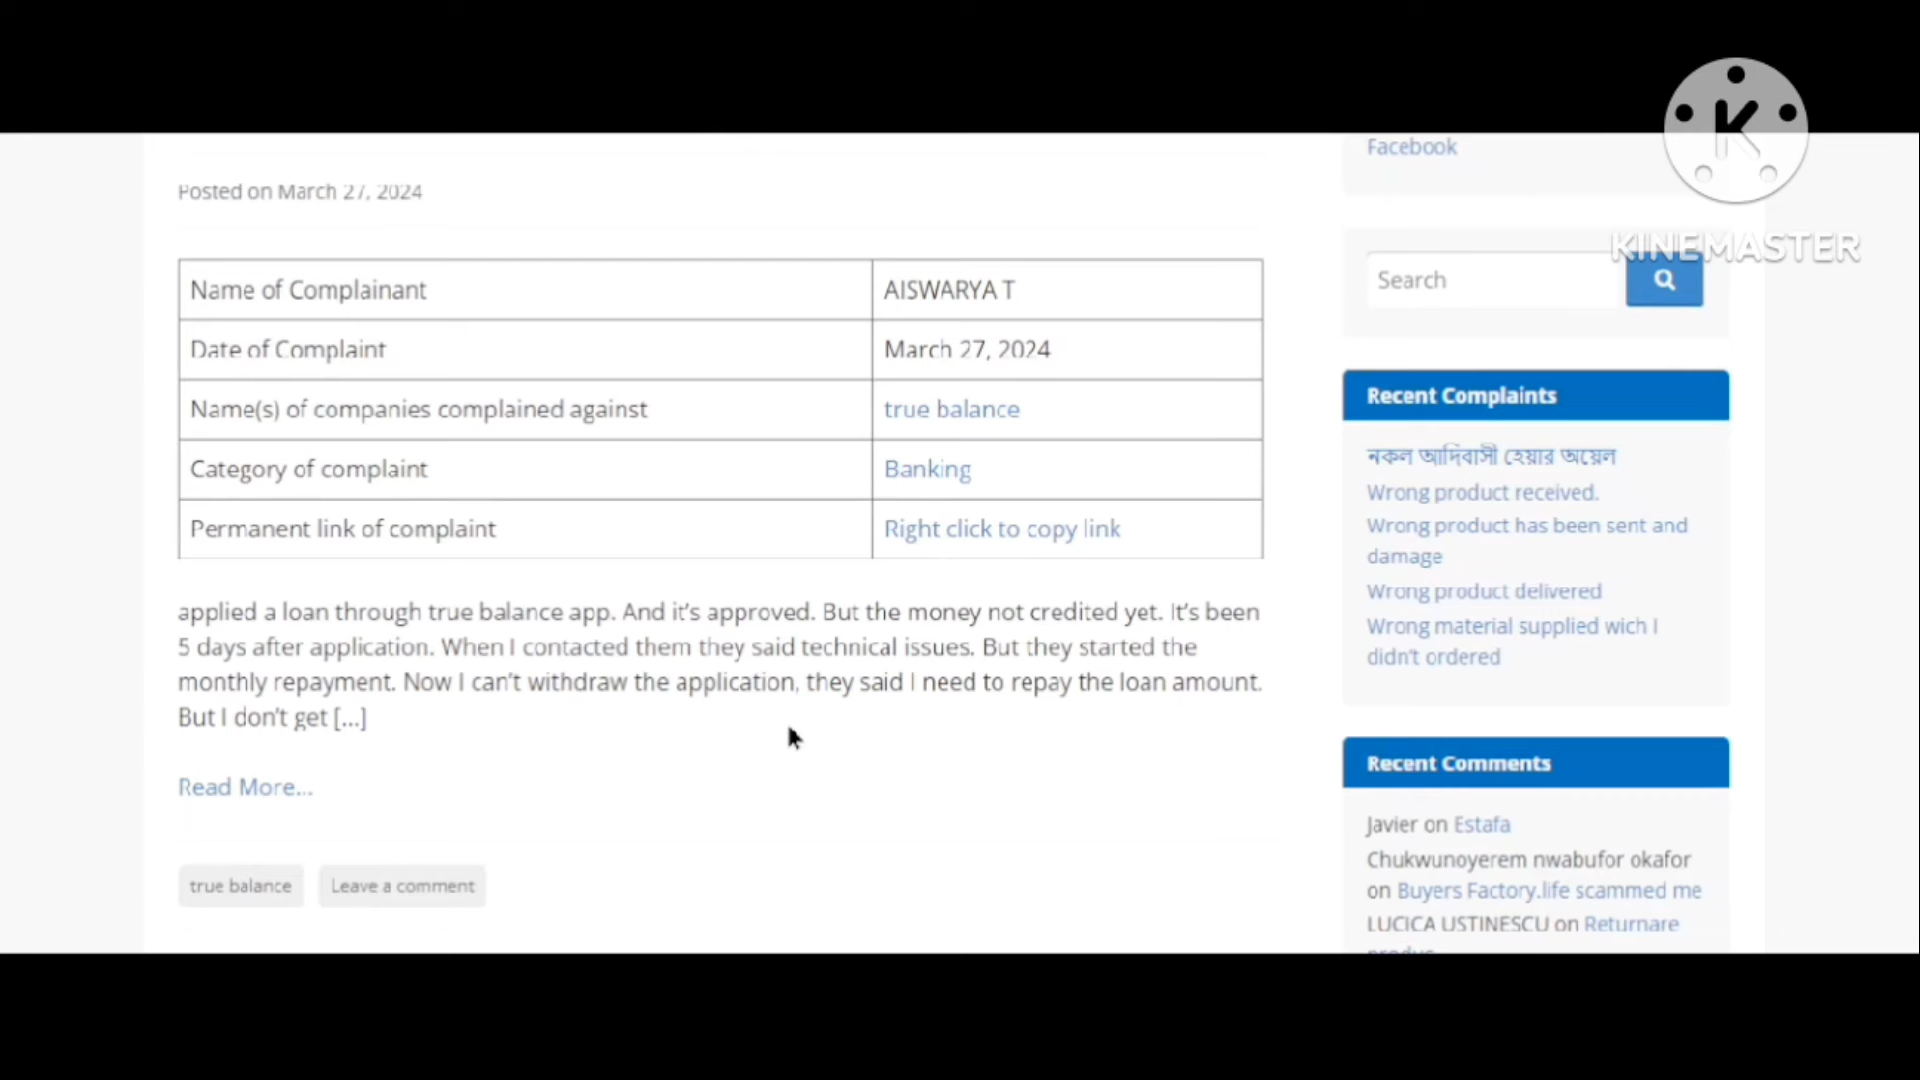 Posted on March 27, 2024
Name of Complainant AISWARYA T
Date of Complaint March 27, 2024
Name(s) of companies complained against true balance
Category of complaint Banking
Permanent link of complaint Right click to copy link
applied a loan through true balance app. And it's approved. But the money not credited yet. It's been
5 days after application. When I contacted them they said technical issues. But they started the
monthly repayment. Now I can't withdraw the application, they said I need to repay the loan amount.
But I don't get [...]
Read More...
true balance Leave a comment
Facebook
K
KINEMASTER
Search
Recent Complaints
নকল আদিবাসী হেয়ার অয়েল
Wrong product received.
Wrong product has been sent and
damage
Wrong product delivered
Wrong material supplied wich I
didn't ordered
Recent Comments
Javier on Estafa
Chukwunoyerem nwabufor okafor
on Buyers Factory.life scammed me
LUCICA USTINESCU on Returnare